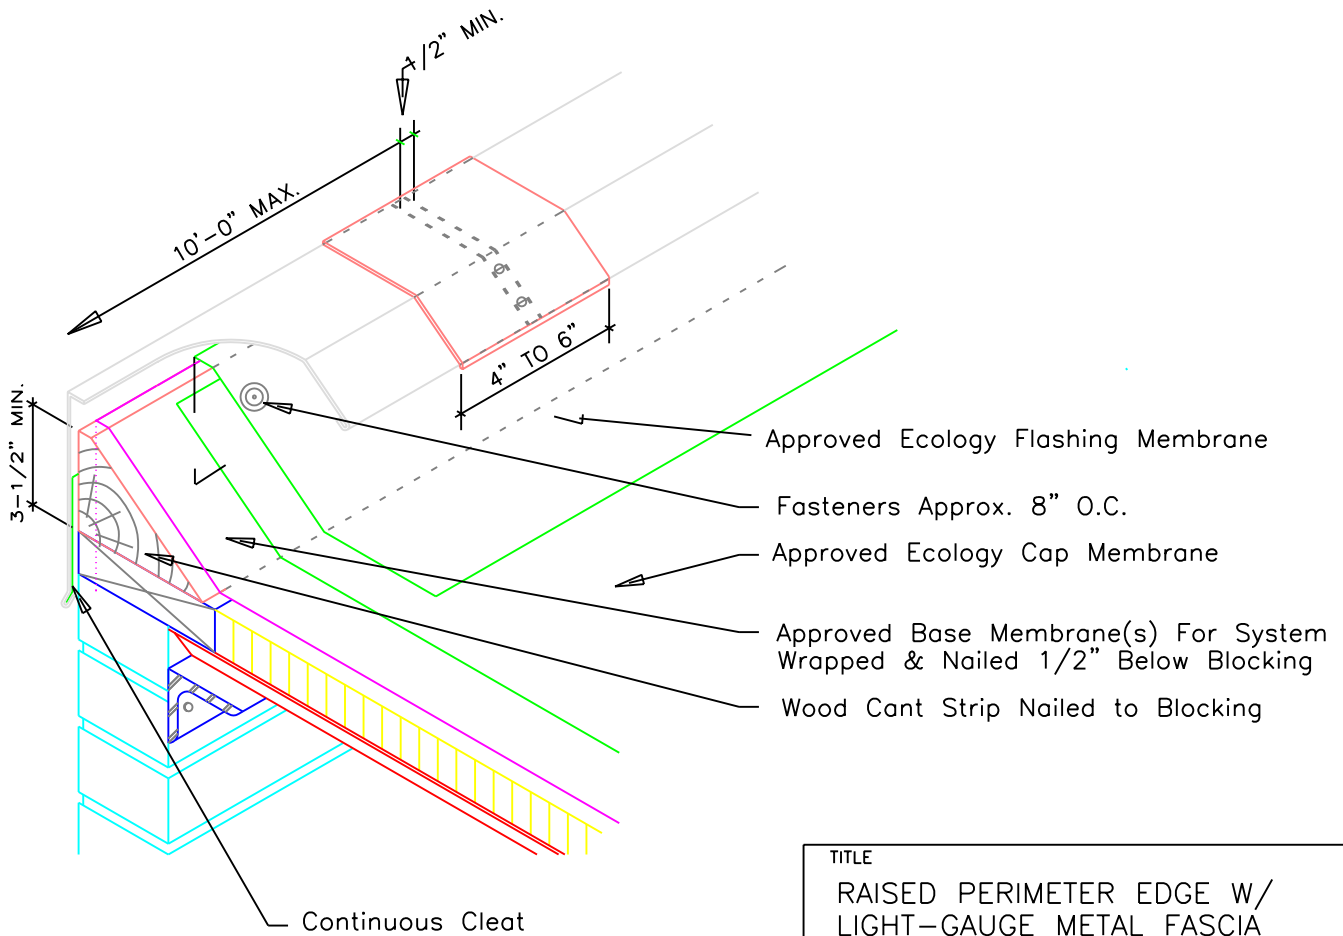 1/2" MIN.
10'-0" MAX.
4" TO 6"
3-1/2" MIN.
Approved Ecology Flashing Membrane
Fasteners Approx. 8" O.C.
Approved Ecology Cap Membrane
Approved Base Membrane(s) For System
Wrapped & Nailed 1/2" Below Blocking
Wood Cant Strip Nailed to Blocking
Continuous Cleat
TITLE
RAISED PERIMETER EDGE W/
LIGHT-GAUGE METAL FASCIA